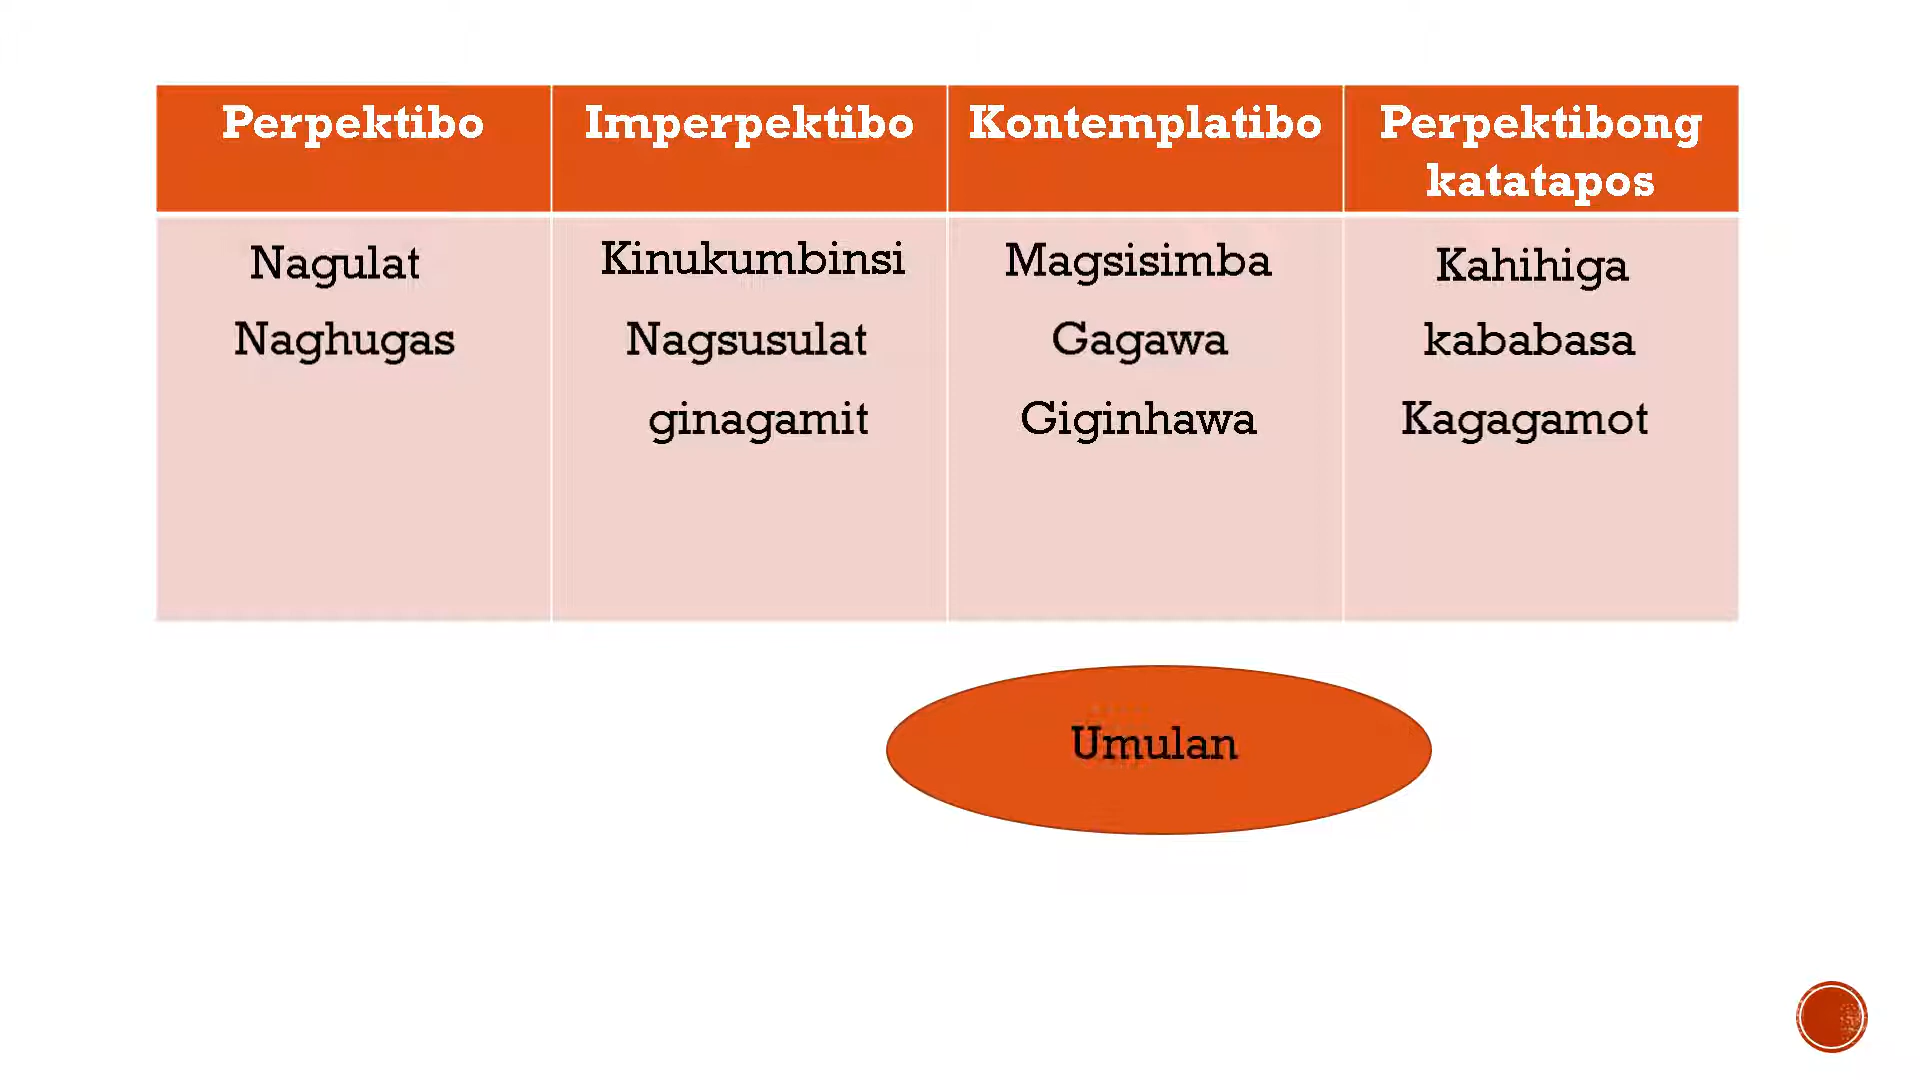 Perpektibo
Imperpektibo
Kontemplatibo
Perpektibong
katatapos
Nagulat
Kinukumbinsi
Magsisimba
Kahihiga
Naghugas
Nagsusulat
Gagawa
kababasa
ginagamit
Giginhawa
Kagagamot
Umulan